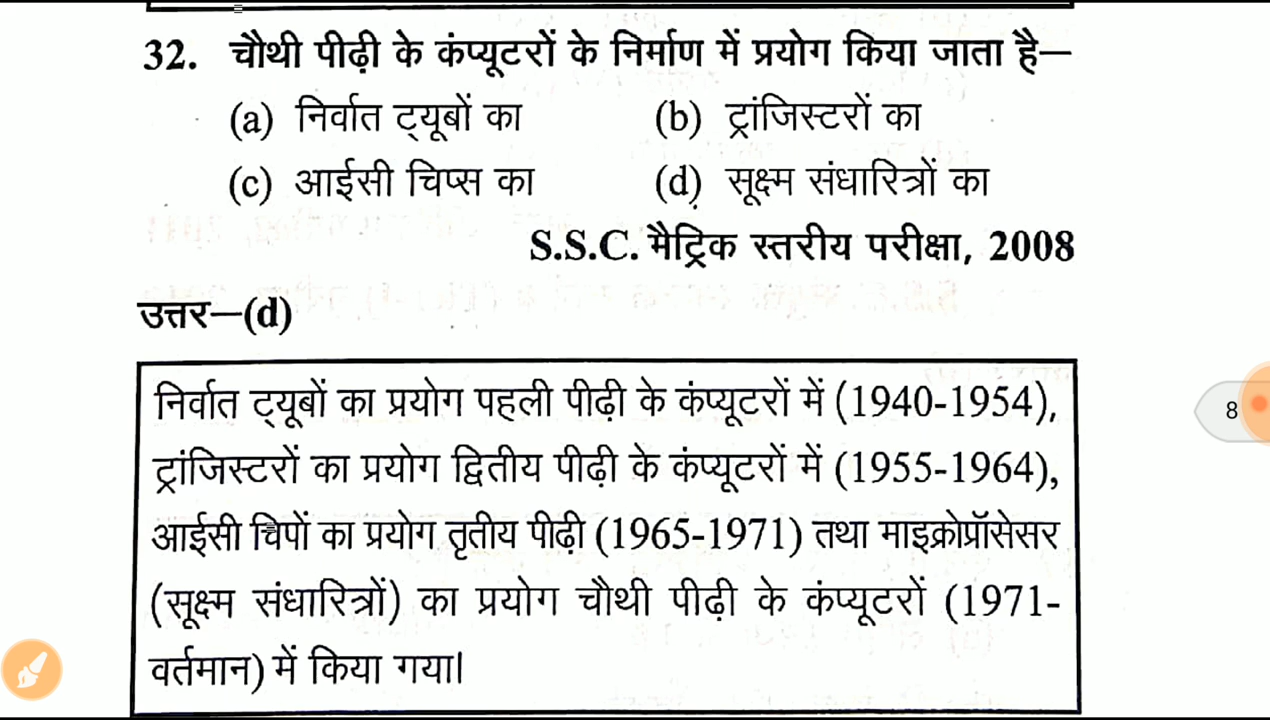 32. चौथी पीढ़ी के कंप्यूटरों के निर्माण में प्रयोग किया जाता है–
(a) निर्वात ट्यूबों का (b) ट्रांजिस्टरों का
(c) आईसी चिप्स का (d) सूक्ष्म संधारित्रों का
S.S.C. मैट्रिक स्तरीय परीक्षा, 2008
उत्तर–(d)
निर्वात ट्यूबों का प्रयोग पहली पीढ़ी के कंप्यूटरों में (1940-1954),
ट्रांजिस्टरों का प्रयोग द्वितीय पीढ़ी के कंप्यूटरों में (1955-1964),
आईसी चिपों का प्रयोग तृतीय पीढ़ी (1965-1971) तथा माइक्रोप्रॉसेसर
(सूक्ष्म संधारित्रों) का प्रयोग चौथी पीढ़ी के कंप्यूटरों (1971-
वर्तमान) में किया गया।
8